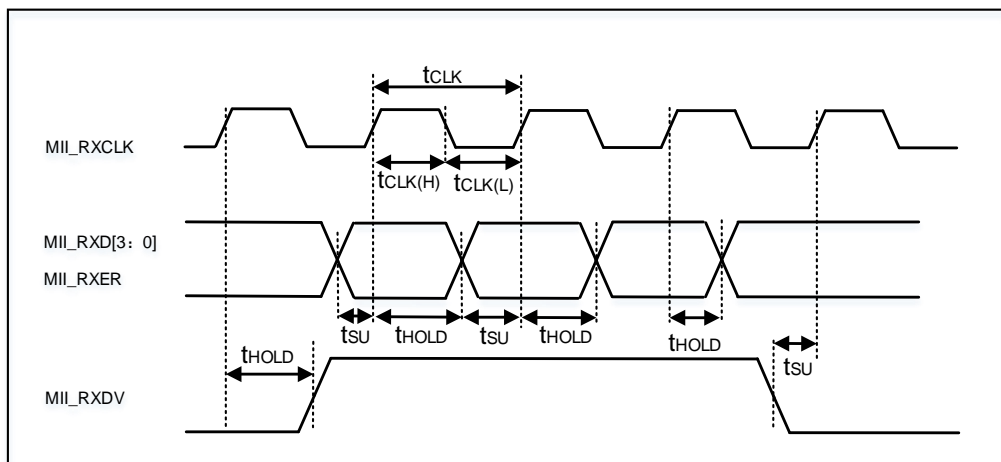 tCLK
MII_RXCLK
tCLK(H)
tCLK(L)
MII_RXD[3：0]
MII_RXER
tSU
tHOLD
tSU
tHOLD
tHOLD
tHOLD
tSU
MII_RXDV